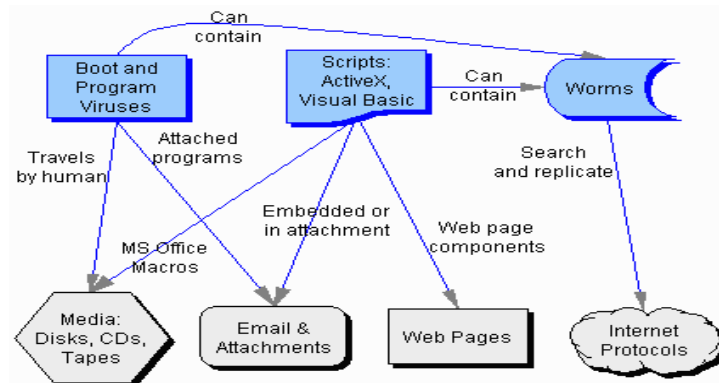 Can
contain
Boot and
Program
Viruses
Scripts:
ActiveX,
Visual Basic
Can
contain
Worms
Travels
by human
Attached
programs
Search
and replicate
MS Office
Macros
Embedded or
in attachment
Web page
components
Media:
Disks, CDs,
Tapes
Email &
Attachments
Web Pages
Internet
Protocols